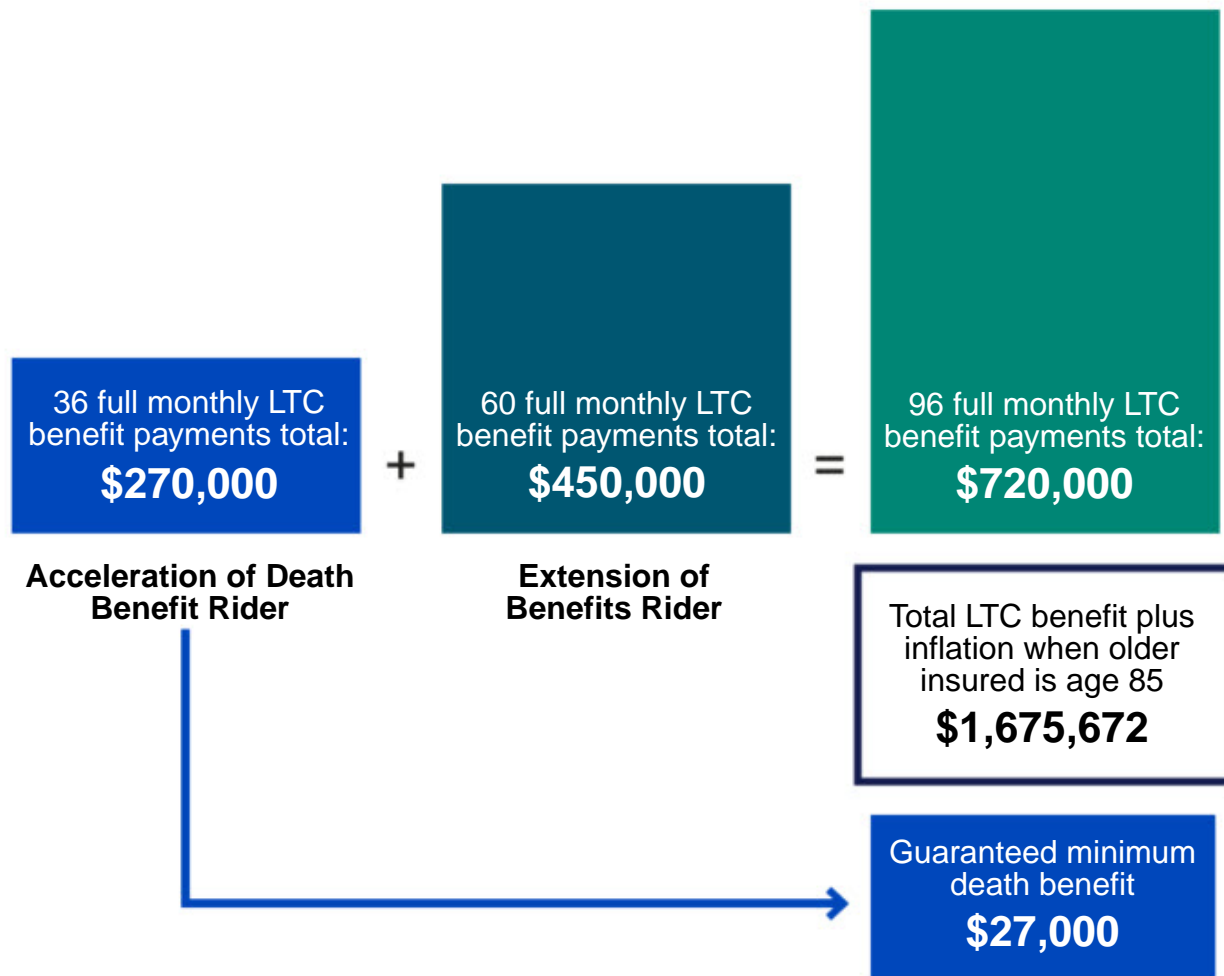 36 full monthly LTC
benefit payments total:
$270,000
+
60 full monthly LTC
benefit payments total:
$450,000
=
96 full monthly LTC
benefit payments total:
$720,000
Acceleration of Death
Benefit Rider
Extension of
Benefits Rider
Total LTC benefit plus
inflation when older
insured is age 85
$1,675,672
Guaranteed minimum
death benefit
$27,000